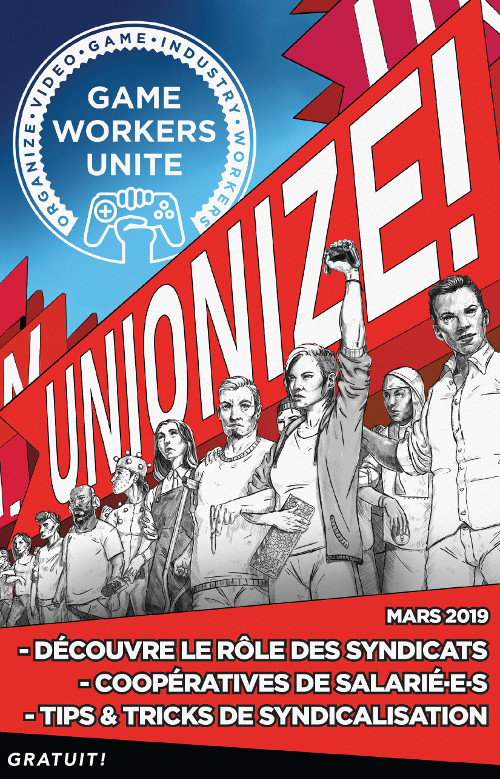 ORGANIZE · VIDEO · GAME · INDUSTRY · WORKERS
GAME
WORKERS
UNITE
UNIONIZE!
MARS 2019
- DÉCOUVRE LE RÔLE DES SYNDICATS
- COOPÉRATIVES DE SALARIÉ·E·S
- TIPS & TRICKS DE SYNDICALISATION
GRATUIT!